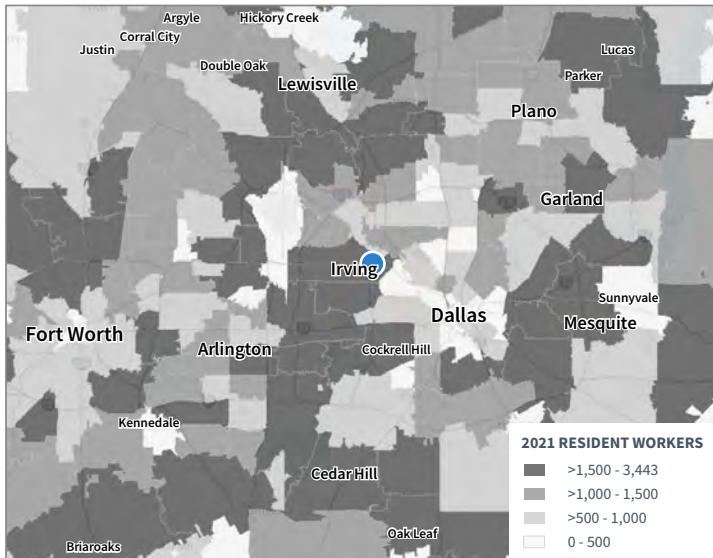 Argyle
Hickory Creek
Corral City
Justin
Lucas
Double Oak
Parker
Lewisville
Plano
Garland
Irving
Sunnyvale
Dallas
Mesquite
Fort Worth
Arlington
Cockrell Hill
Kennedale
Cedar Hill
Oak Leaf
Briaroaks
2021 RESIDENT WORKERS
>1,500 - 3,443
>1,000 - 1,500
>500 - 1,000
0 - 500